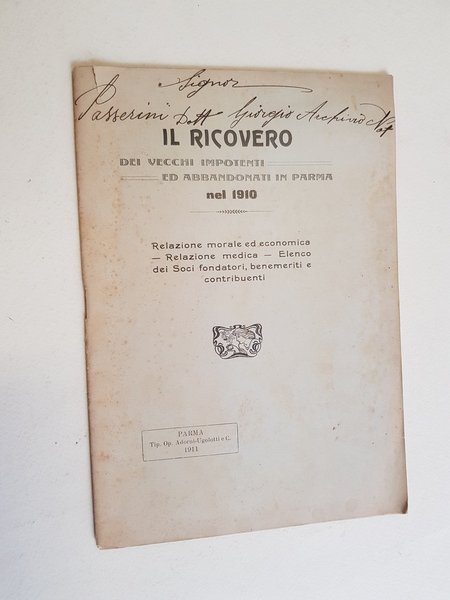 Signor
Passerini Dott Giorgio Archivio Not
IL RICOVERO
DEI VECCHI IMPOTENTI
ED ABBANDONATI IN PARMA
nel 1910
Relazione morale ed economica
— Relazione medica — Elenco
dei Soci fondatori, benemeriti e
contribuenti
PARMA
Tip. Op. Adorni-Ugolotti e C.
1911